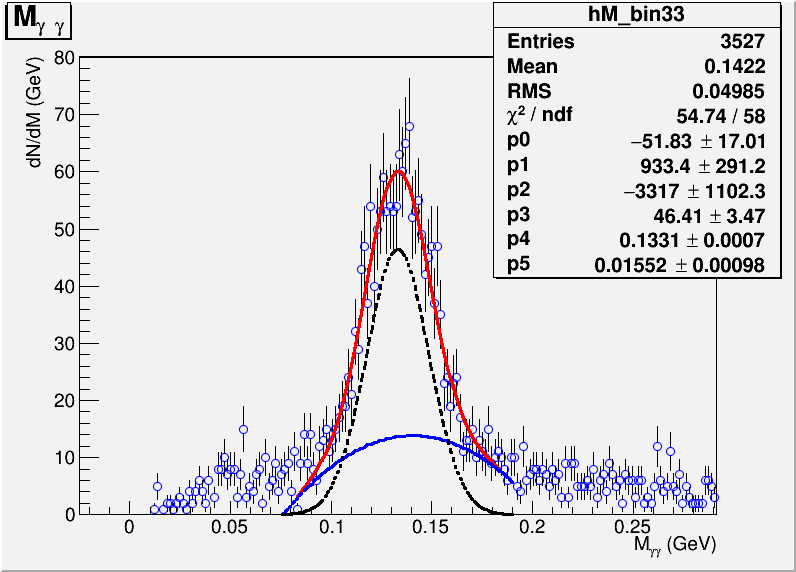 Mγ γ
hM_bin33
Entries 3527
Mean 0.1422
RMS 0.04985
χ² / ndf 54.74 / 58
p0 −51.83 ± 17.01
p1 933.4 ± 291.2
p2 −3317 ± 1102.3
p3 46.41 ± 3.47
p4 0.1331 ± 0.0007
p5 0.01552 ± 0.00098
dN/dM (GeV)
80
70
60
50
40
30
20
10
0
0 0.05 0.1 0.15 0.2 0.25
Mγγ (GeV)